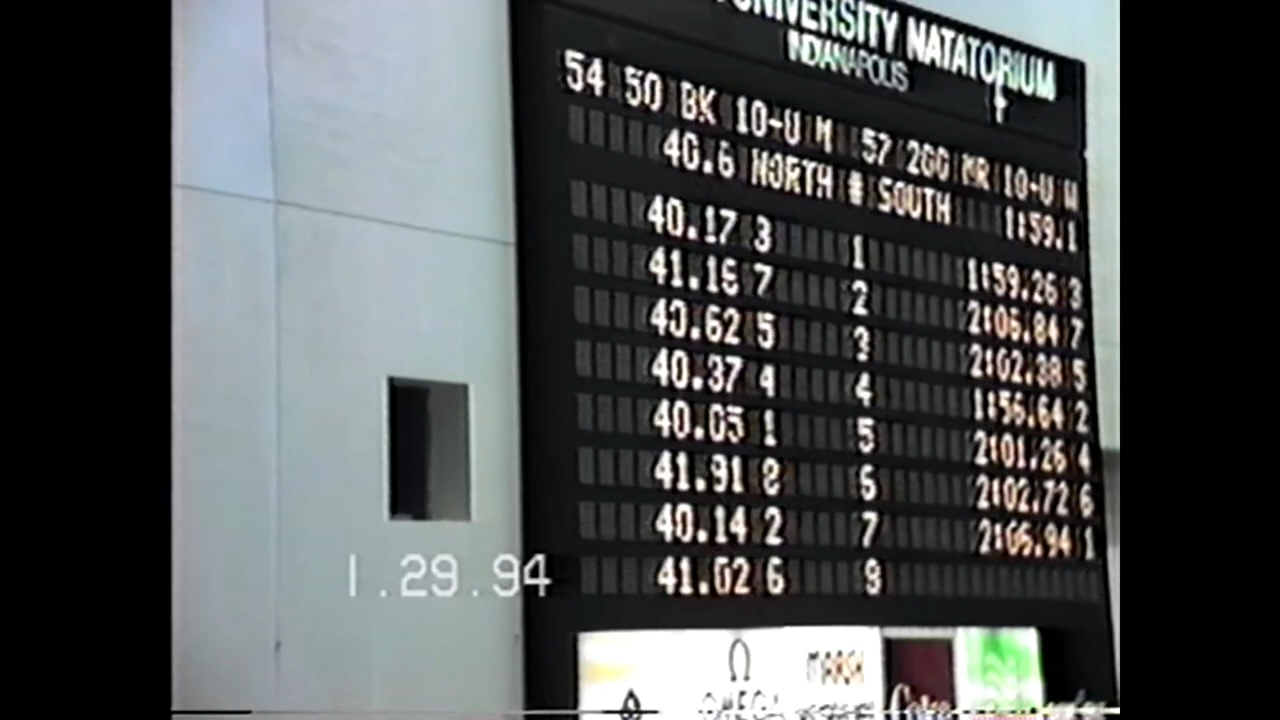 UNIVERSITY NATATORIUM
INDIANAPOLIS
54 50 BK 10-U M 57 200 MR 10-U W
40.6 NORTH # SOUTH 1:59.1
40.17 3 1 1:59.26 3
41.15 7 2 2:06.84 7
40.62 5 3 2:02.38 5
40.37 4 4 1:56.64 2
40.05 1 5 2:01.26 4
41.91 8 6 2:02.72 6
40.14 2 7 2:06.94 1
41.02 6 8
1.29.94
Ω MARSH
OMEGA